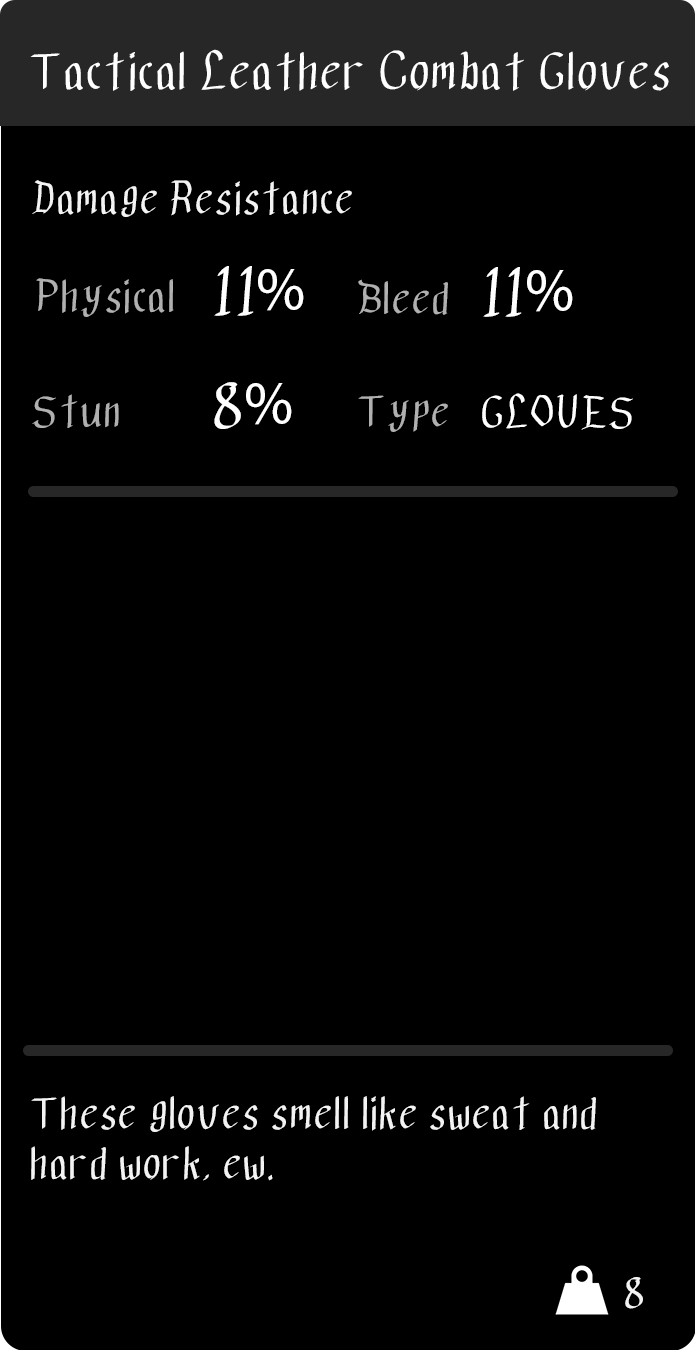 Tactical Leather Combat Gloves
Damage Resistance
Physical 11% Bleed 11%
Stun 8% Type GLOVES
These gloves smell like sweat and
hard work, ew.
8